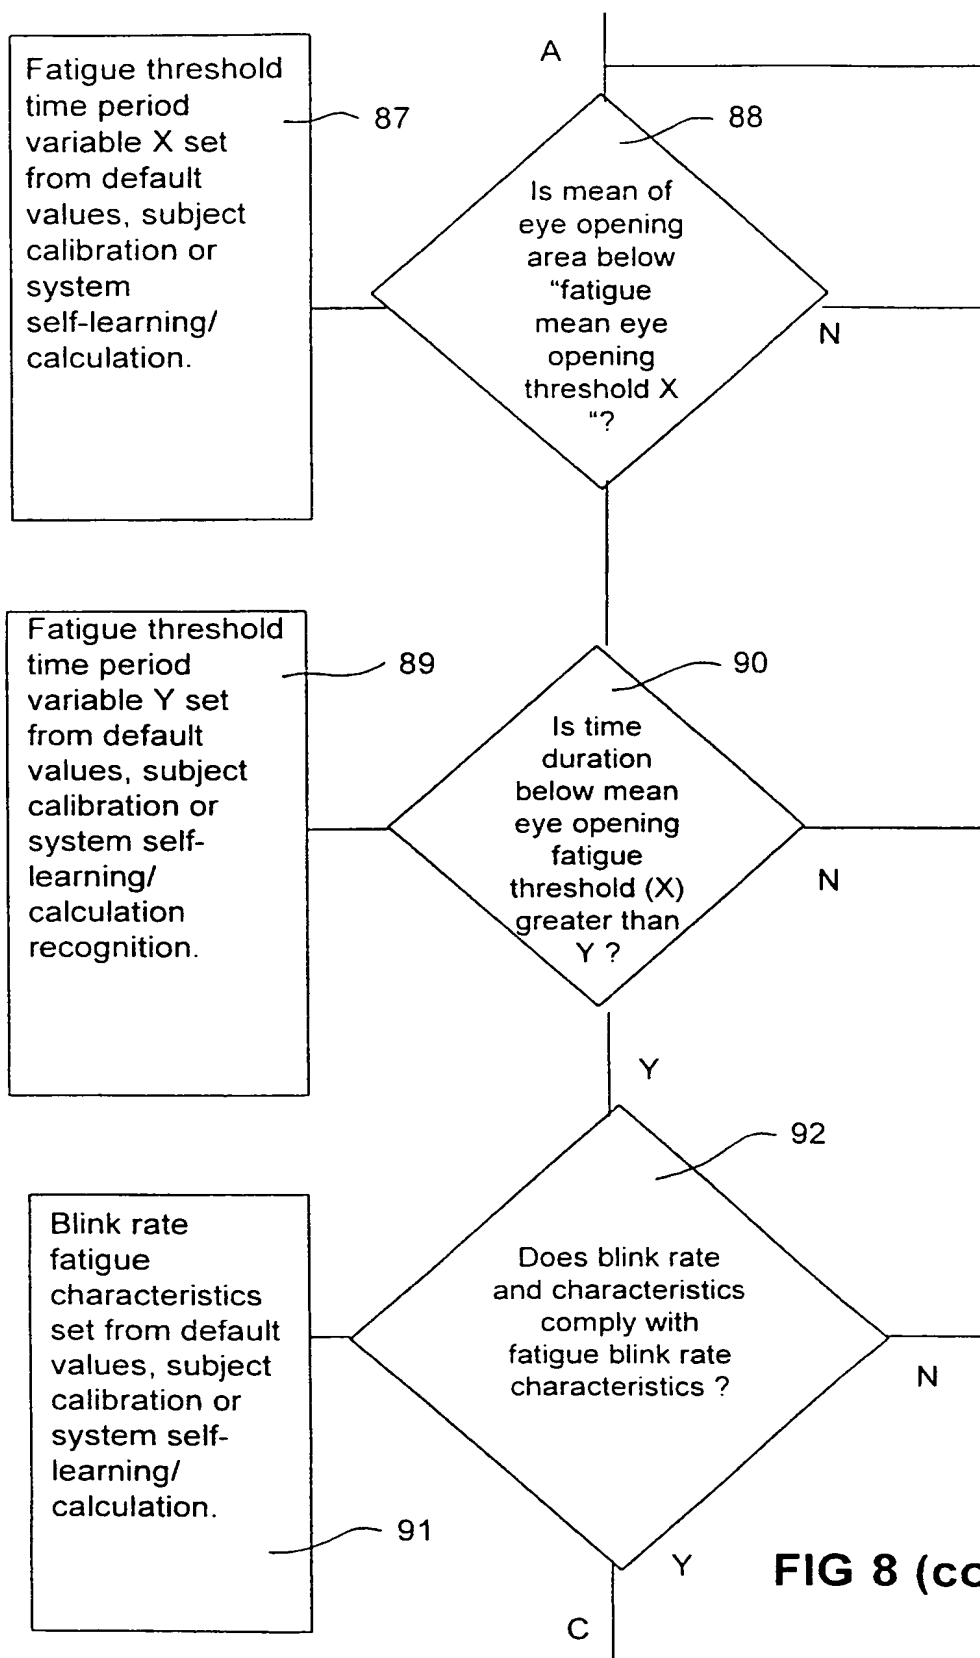 A
Fatigue threshold
time period
variable X set
from default
values, subject
calibration or
system
self-learning/
calculation.
87
88
Is mean of
eye opening
area below
“fatigue
mean eye
opening
threshold X
“?
N
Fatigue threshold
time period
variable Y set
from default
values, subject
calibration or
system self-
learning/
calculation
recognition.
89
90
Is time
duration
below mean
eye opening
fatigue
threshold (X)
greater than
Y ?
N
Y
Blink rate
fatigue
characteristics
set from default
values, subject
calibration or
system self-
learning/
calculation.
91
92
Does blink rate
and characteristics
comply with
fatigue blink rate
characteristics ?
N
Y
C
FIG 8 (co